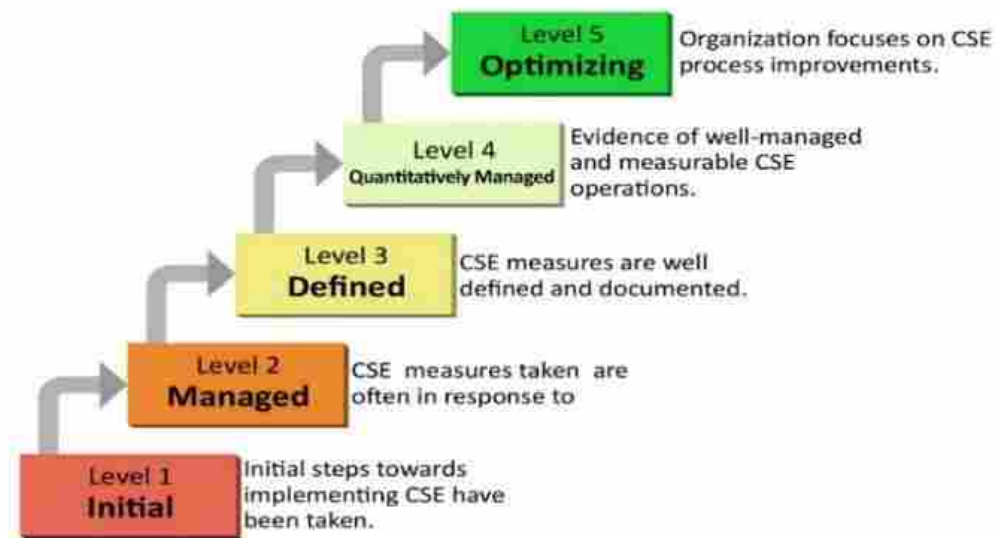 Level 5
Optimizing
Organization focuses on CSE
process improvements.
Level 4
Quantitatively Managed
Evidence of well-managed
and measurable CSE
operations.
Level 3
Defined
CSE measures are well
defined and documented.
Level 2
Managed
CSE measures taken are
often in response to
Level 1
Initial
Initial steps towards
implementing CSE have
been taken.